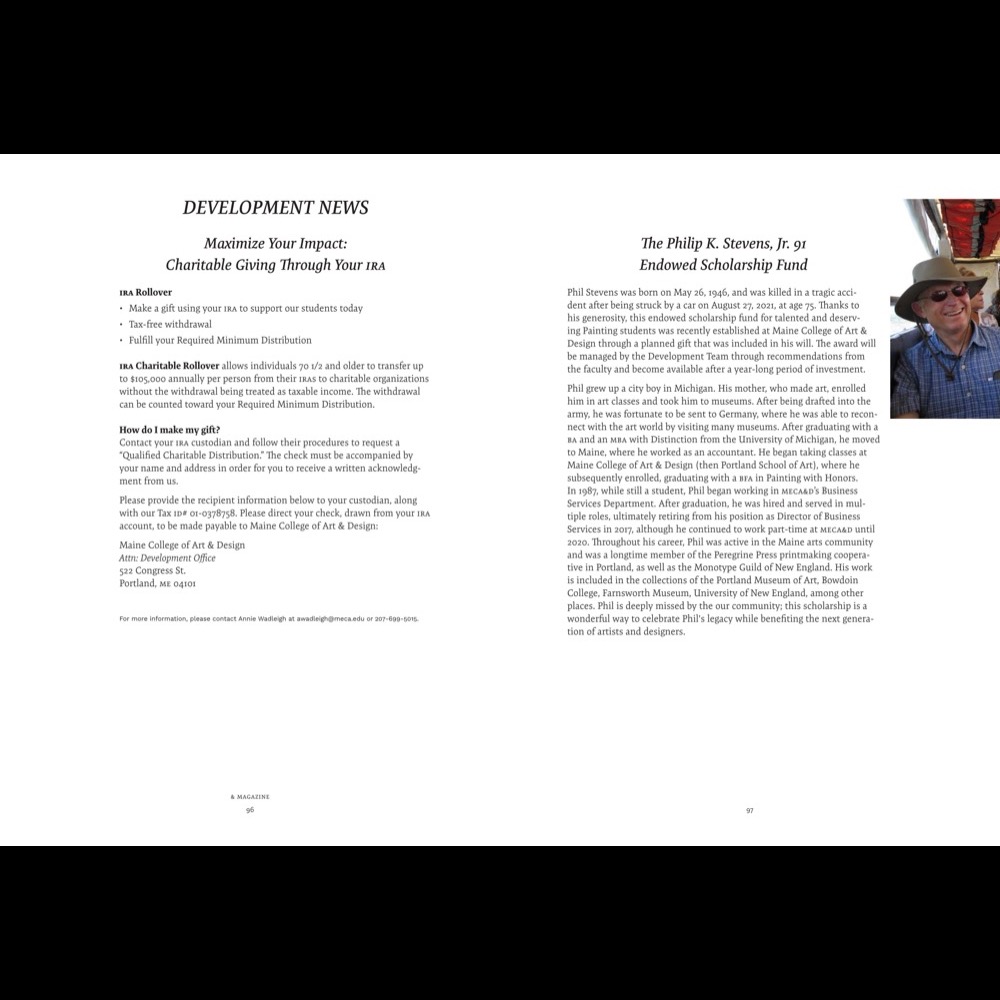 DEVELOPMENT NEWS
Maximize Your Impact:
Charitable Giving Through Your IRA
IRA Rollover
• Make a gift using your IRA to support our students today
• Tax-free withdrawal
• Fulfill your Required Minimum Distribution
IRA Charitable Rollover allows individuals 70 1/2 and older to transfer up
to $105,000 annually per person from their IRAs to charitable organizations
without the withdrawal being treated as taxable income. The withdrawal
can be counted toward your Required Minimum Distribution.
How do I make my gift?
Contact your IRA custodian and follow their procedures to request a
“Qualified Charitable Distribution.” The check must be accompanied by
your name and address in order for you to receive a written acknowledg-
ment from us.
Please provide the recipient information below to your custodian, along
with our Tax ID# 01-0378758. Please direct your check, drawn from your IRA
account, to be made payable to Maine College of Art & Design:
Maine College of Art & Design
Attn: Development Office
522 Congress St.
Portland, ME 04101
For more information, please contact Annie Wadleigh at awadleigh@meca.edu or 207-699-5015.
& MAGAZINE
96
The Philip K. Stevens, Jr. 91
Endowed Scholarship Fund
Phil Stevens was born on May 26, 1946, and was killed in a tragic acci-
dent after being struck by a car on August 27, 2021, at age 75. Thanks to
his generosity, this endowed scholarship fund for talented and deserv-
ing Painting students was recently established at Maine College of Art &
Design through a planned gift that was included in his will. The award will
be managed by the Development Team through recommendations from
the faculty and become available after a year-long period of investment.
Phil grew up a city boy in Michigan. His mother, who made art, enrolled
him in art classes and took him to museums. After being drafted into the
army, he was fortunate to be sent to Germany, where he was able to recon-
nect with the art world by visiting many museums. After graduating with a
BA and an MBA with Distinction from the University of Michigan, he moved
to Maine, where he worked as an accountant. He began taking classes at
Maine College of Art & Design (then Portland School of Art), where he
subsequently enrolled, graduating with a BFA in Painting with Honors.
In 1987, while still a student, Phil began working in MECA&D’s Business
Services Department. After graduation, he was hired and served in mul-
tiple roles, ultimately retiring from his position as Director of Business
Services in 2017, although he continued to work part-time at MECA&D until
2020. Throughout his career, Phil was active in the Maine arts community
and was a longtime member of the Peregrine Press printmaking coopera-
tive in Portland, as well as the Monotype Guild of New England. His work
is included in the collections of the Portland Museum of Art, Bowdoin
College, Farnsworth Museum, University of New England, among other
places. Phil is deeply missed by the our community; this scholarship is a
wonderful way to celebrate Phil’s legacy while benefiting the next genera-
tion of artists and designers.
97